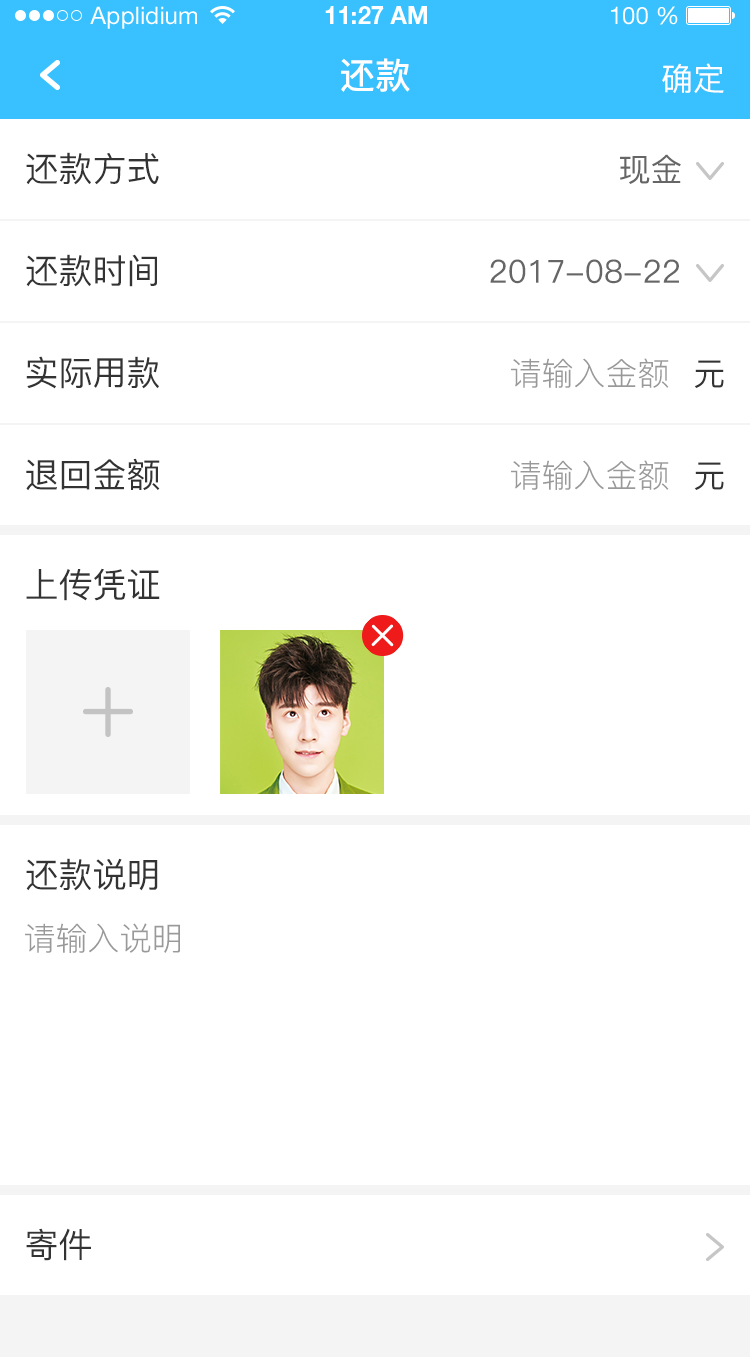 Applidium 11:27 AM 100 %
还款 确定
还款方式 现金
还款时间 2017-08-22
实际用款 请输入金额 元
退回金额 请输入金额 元
上传凭证
还款说明
请输入说明
寄件